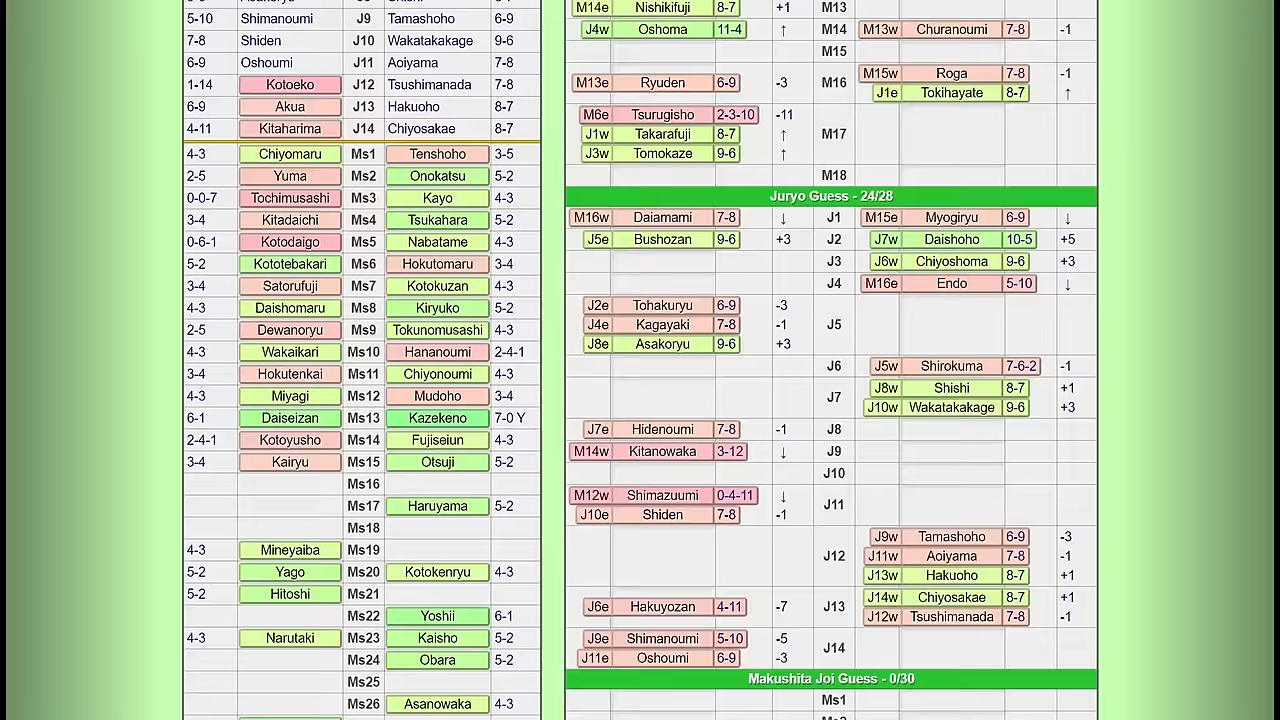 5-10 Shimanoumi J9 Tamashoho 6-9
7-8 Shiden J10 Wakatakakage 9-6
6-9 Oshoumi J11 Aoiyama 7-8
1-14 Kotoeko J12 Tsushimanada 7-8
6-9 Akua J13 Hakuoho 8-7
4-11 Kitaharima J14 Chiyosakae 8-7
4-3 Chiyomaru Ms1 Tenshoho 3-5
2-5 Yuma Ms2 Onokatsu 5-2
0-0-7 Tochimusashi Ms3 Kayo 4-3
3-4 Kitadaichi Ms4 Tsukahara 5-2
0-6-1 Kotodaigo Ms5 Nabatame 4-3
5-2 Kototebakari Ms6 Hokutomaru 3-4
3-4 Satorufuji Ms7 Kotokuzan 4-3
4-3 Daishomaru Ms8 Kiryuko 5-2
2-5 Dewanoryu Ms9 Tokunomusashi 4-3
4-3 Wakaikari Ms10 Hananoumi 2-4-1
3-4 Hokutenkai Ms11 Chiyonoumi 4-3
4-3 Miyagi Ms12 Mudoho 3-4
6-1 Daiseizan Ms13 Kazekeno 7-0 Y
2-4-1 Kotoyusho Ms14 Fujiseiun 4-3
3-4 Kairyu Ms15 Otsuji 5-2
Ms16
Ms17 Haruyama 5-2
Ms18
4-3 Mineyaiba Ms19
5-2 Yago Ms20 Kotokenryu 4-3
5-2 Hitoshi Ms21
Ms22 Yoshii 6-1
4-3 Narutaki Ms23 Kaisho 5-2
Ms24 Obara 5-2
Ms25
Ms26 Asanowaka 4-3
M14e Nishikifuji 8-7 +1 M13
J4w Oshoma 11-4 ↑ M14 M13w Churanoumi 7-8 -1
M15
M13e Ryuden 6-9 -3 M16 M15w Roga 7-8 -1
J1e Tokihayate 8-7 ↑
M6e Tsurugisho 2-3-10 -11
J1w Takarafuji 8-7 ↑ M17
J3w Tomokaze 9-6 ↑
M18
Juryo Guess - 24/28
M16w Daiamami 7-8 ↓ J1 M15e Myogiryu 6-9 ↓
J5e Bushozan 9-6 +3 J2 J7w Daishoho 10-5 +5
J3 J6w Chiyoshoma 9-6 +3
J4 M16e Endo 5-10 ↓
J2e Tohakuryu 6-9 -3
J4e Kagayaki 7-8 -1 J5
J8e Asakoryu 9-6 +3
J6 J5w Shirokuma 7-6-2 -1
J7 J8w Shishi 8-7 +1
J10w Wakatakakage 9-6 +3
J7e Hidenoumi 7-8 -1 J8
M14w Kitanowaka 3-12 ↓ J9
J10
M12w Shimazuumi 0-4-11 ↓ J11
J10e Shiden 7-8 -1
J9w Tamashoho 6-9 -3
J12 J11w Aoiyama 7-8 -1
J13w Hakuoho 8-7 +1
J6e Hakuyozan 4-11 -7 J13 J14w Chiyosakae 8-7 +1
J12w Tsushimanada 7-8 -1
J9e Shimanoumi 5-10 -5 J14
J11e Oshoumi 6-9 -3
Makushita Joi Guess - 0/30
Ms1